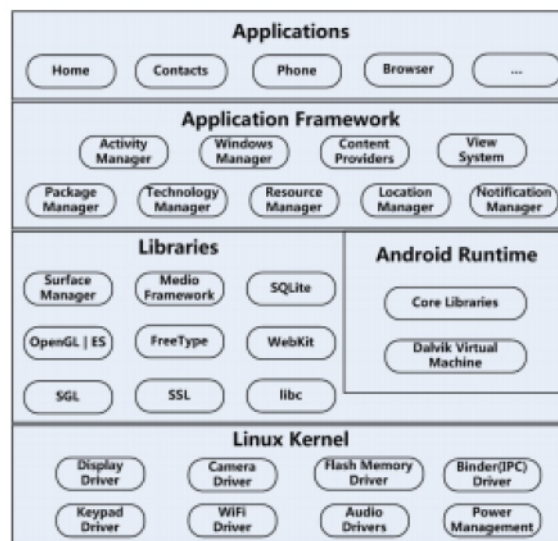 Applications
Home
Contacts
Phone
Browser
...
Application Framework
Activity
Manager
Windows
Manager
Content
Providers
View
System
Package
Manager
Technology
Manager
Resource
Manager
Location
Manager
Notification
Manager
Libraries
Surface
Manager
Medio
Framework
SQLite
OpenGL | ES
FreeType
WebKit
SGL
SSL
libc
Android Runtime
Core Libraries
Dalvik Virtual
Machine
Linux Kernel
Display
Driver
Camera
Driver
Flash Memory
Driver
Binder(IPC)
Driver
Keypad
Driver
WiFi
Driver
Audio
Drivers
Power
Management